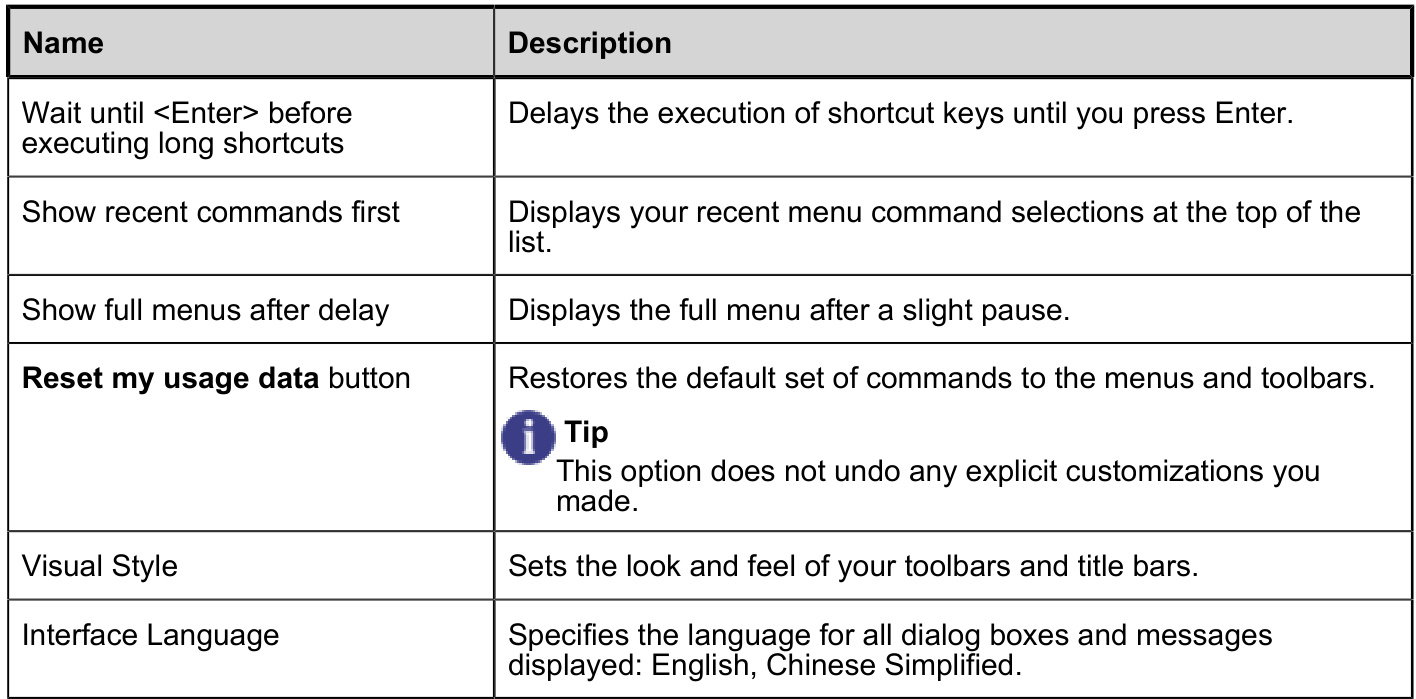 Name
Description
Wait until <Enter> before
executing long shortcuts
Delays the execution of shortcut keys until you press Enter.
Show recent commands first
Displays your recent menu command selections at the top of the
list.
Show full menus after delay
Displays the full menu after a slight pause.
Reset my usage data button
Restores the default set of commands to the menus and toolbars.
i Tip
This option does not undo any explicit customizations you
made.
Visual Style
Sets the look and feel of your toolbars and title bars.
Interface Language
Specifies the language for all dialog boxes and messages
displayed: English, Chinese Simplified.